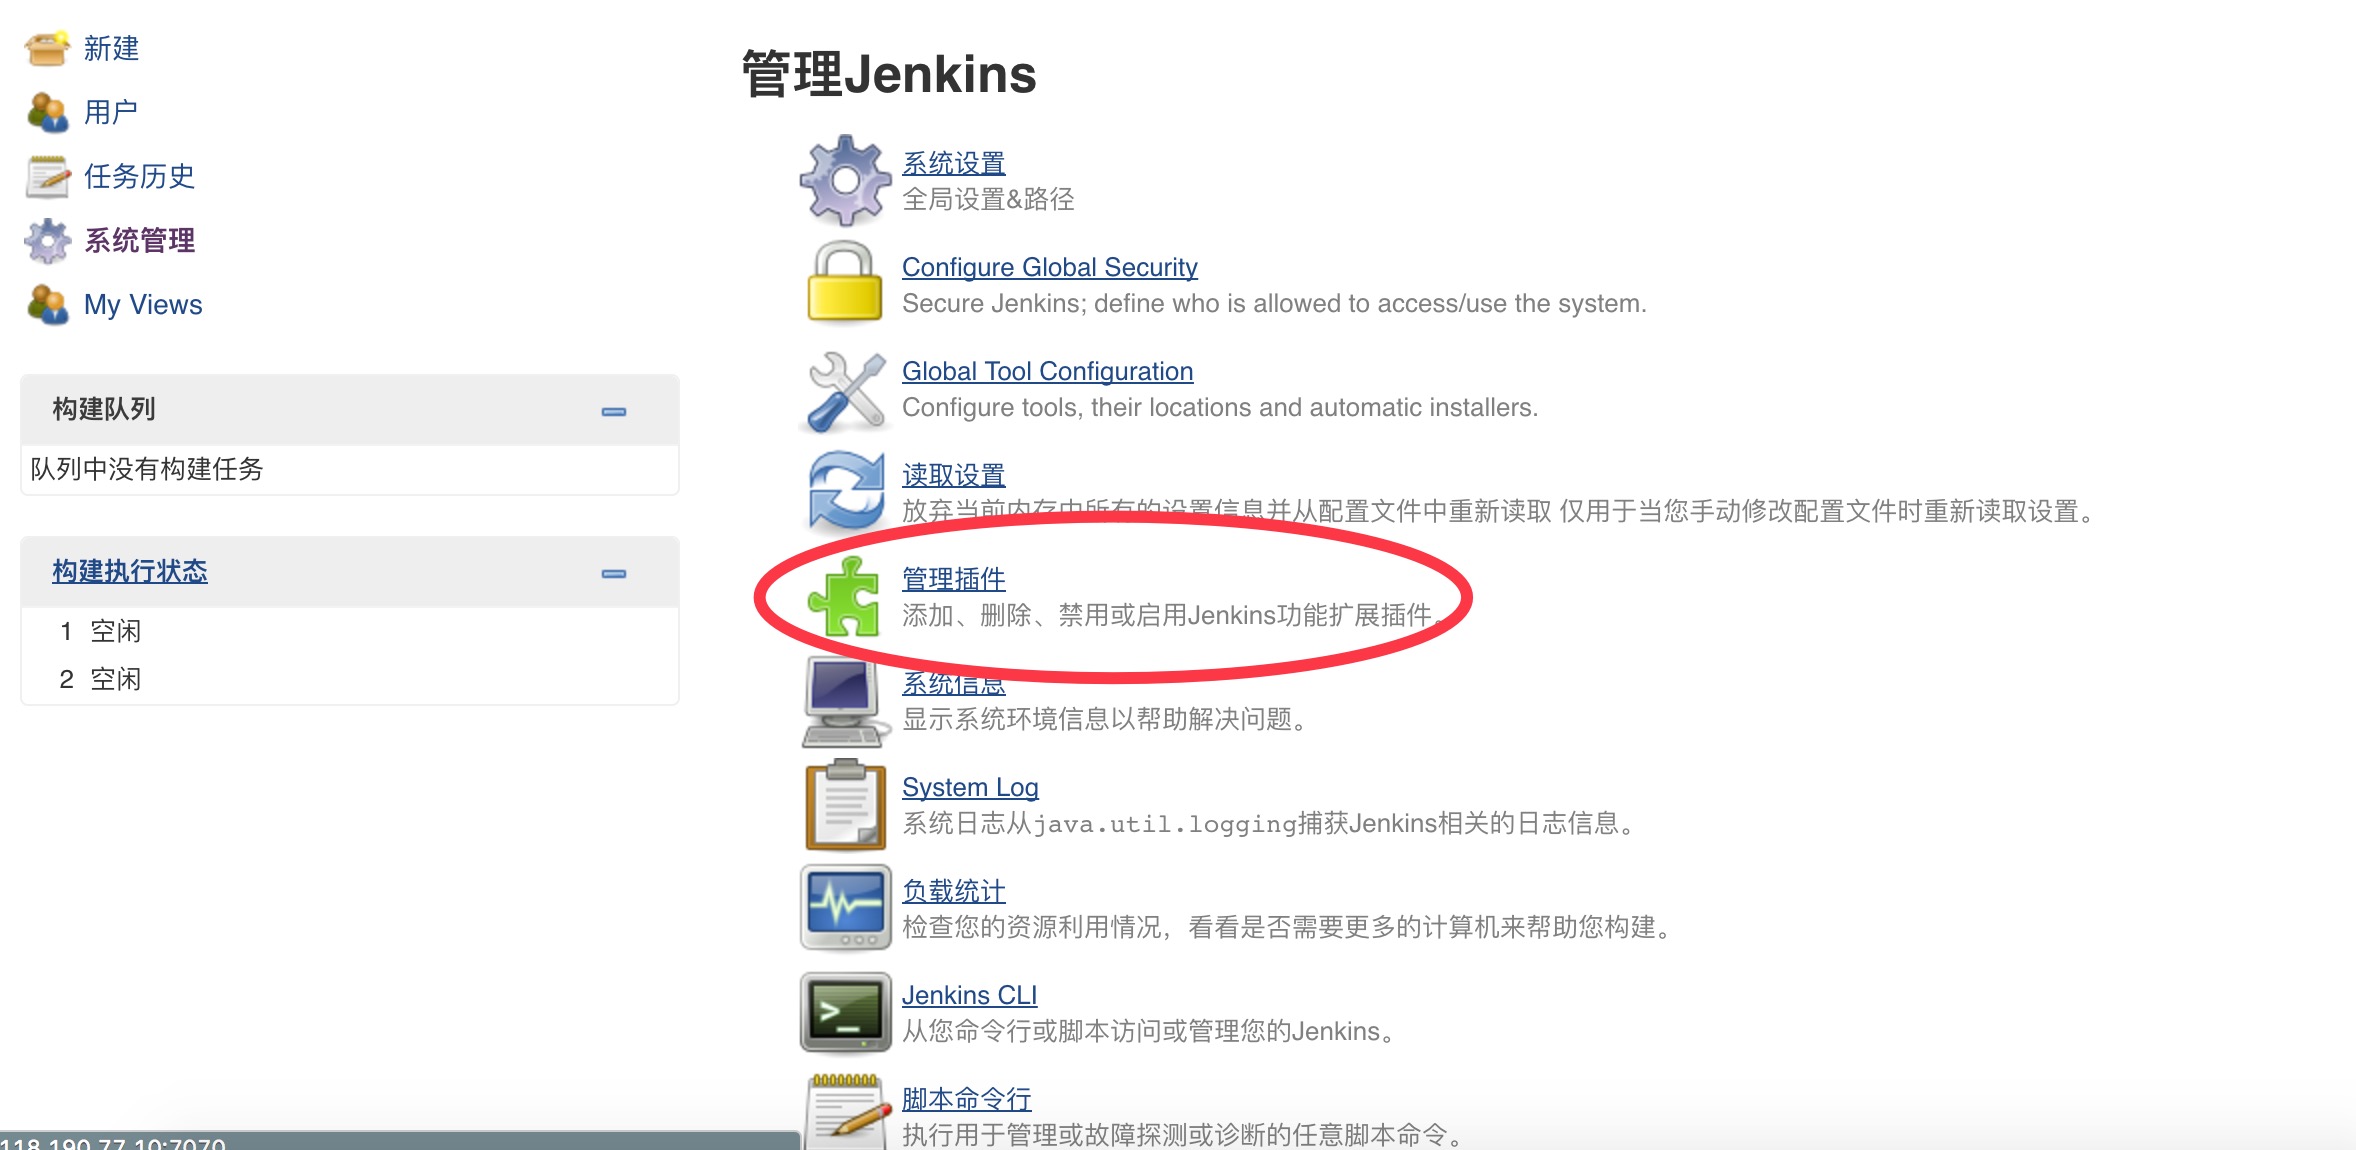 新建
用户
任务历史
系统管理
My Views
构建队列
队列中没有构建任务
构建执行状态
1 空闲
2 空闲
管理Jenkins
系统设置
全局设置&路径
Configure Global Security
Secure Jenkins; define who is allowed to access/use the system.
Global Tool Configuration
Configure tools, their locations and automatic installers.
读取设置
放弃当前内存中所有的设置信息并从配置文件中重新读取 仅用于当您手动修改配置文件时重新读取设置。
管理插件
添加、删除、禁用或启用Jenkins功能扩展插件。
系统信息
显示系统环境信息以帮助解决问题。
System Log
系统日志从java.util.logging捕获Jenkins相关的日志信息。
负载统计
检查您的资源利用情况，看看是否需要更多的计算机来帮助您构建。
Jenkins CLI
从您命令行或脚本访问或管理您的Jenkins。
脚本命令行
执行用于管理或故障探测或诊断的任意脚本命令。
118.190.77.10:7070